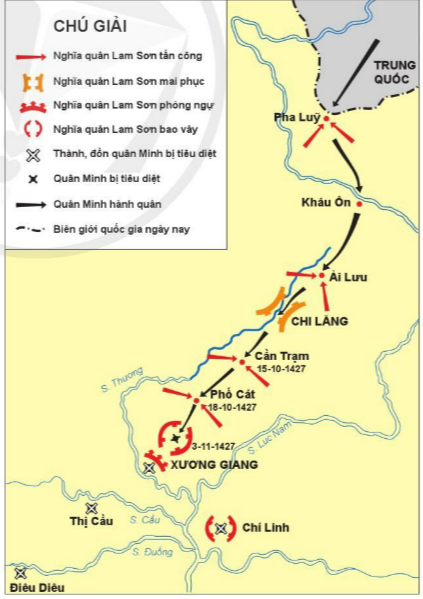 CHÚ GIẢI
Nghĩa quân Lam Sơn tấn công
Nghĩa quân Lam Sơn mai phục
Nghĩa quân Lam Sơn phòng ngự
Nghĩa quân Lam Sơn bao vây
Thành, đồn quân Minh bị tiêu diệt
Quân Minh bị tiêu diệt
Quân Minh hành quân
Biên giới quốc gia ngày nay
TRUNG
QUỐC
Pha Luỹ
Kháu Ôn
Ải Lưu
CHI LĂNG
Cần Trạm
15-10-1427
S. Thương
Phố Cát
18-10-1427
3-11-1427
S. Lục Nam
XƯƠNG GIANG
Thị Cầu
S. Cầu
Chí Linh
S. Đuống
Điêu Diêu